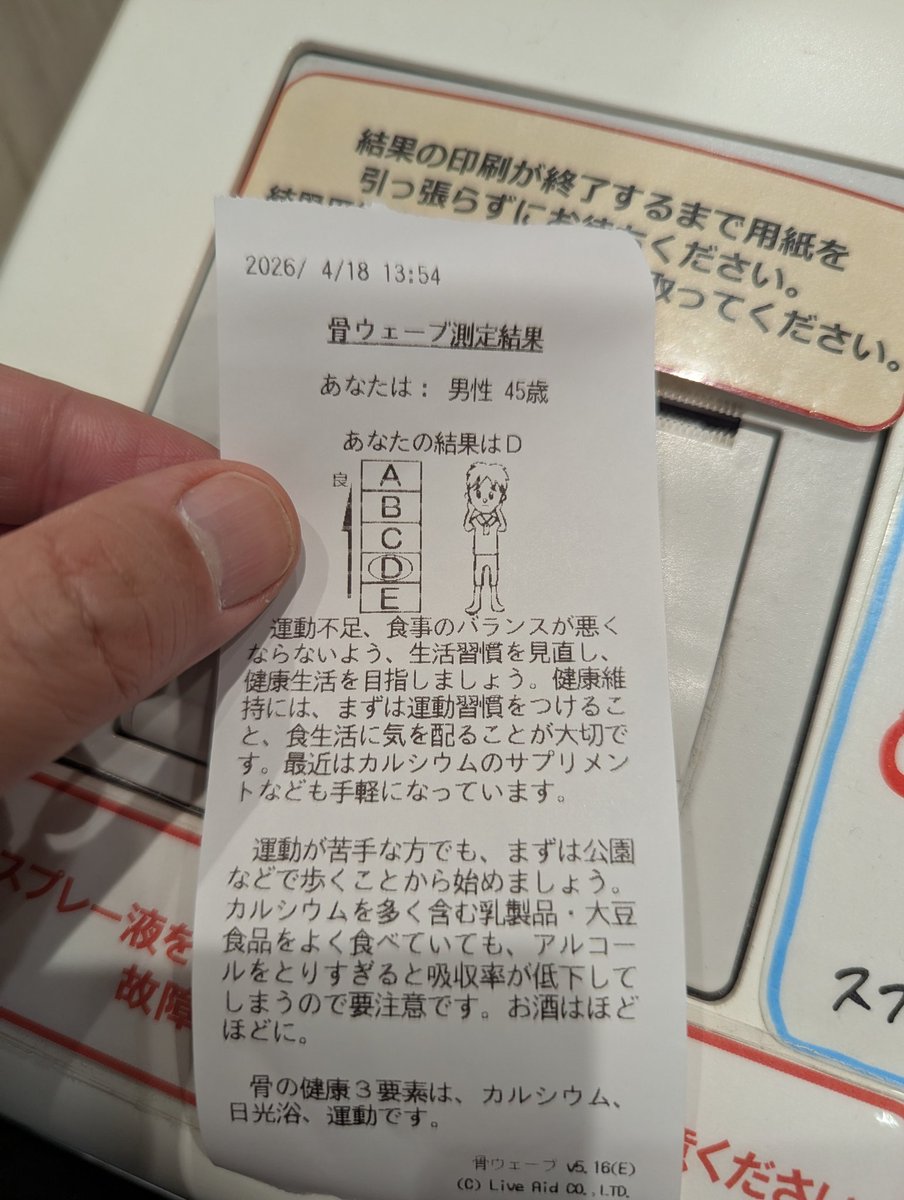 結果の印刷が終了するまで用紙を
引っ張らずにお待ちください。
取ってください。
2026/ 4/18 13:54
骨ウェーブ測定結果
あなたは： 男性 45歳
あなたの結果はD
良
A
B
C
D
E
運動不足、食事のバランスが悪く
ならないよう、生活習慣を見直し、
健康生活を目指しましょう。健康維
持には、まずは運動習慣をつけるこ
と、食生活に気を配ることが大切で
す。最近はカルシウムのサプリメン
トなども手軽になっています。
運動が苦手な方でも、まずは公園
などで歩くことから始めましょう。
カルシウムを多く含む乳製品・大豆
食品をよく食べていても、アルコー
ルをとりすぎると吸収率が低下して
しまうので要注意です。お酒はほど
ほどに。
骨の健康３要素は、カルシウム、
日光浴、運動です。
骨ウェーブ v5.16(E)
(C) Live Aid CO.,LTD.
スプレー液を
故障
スプ
ください